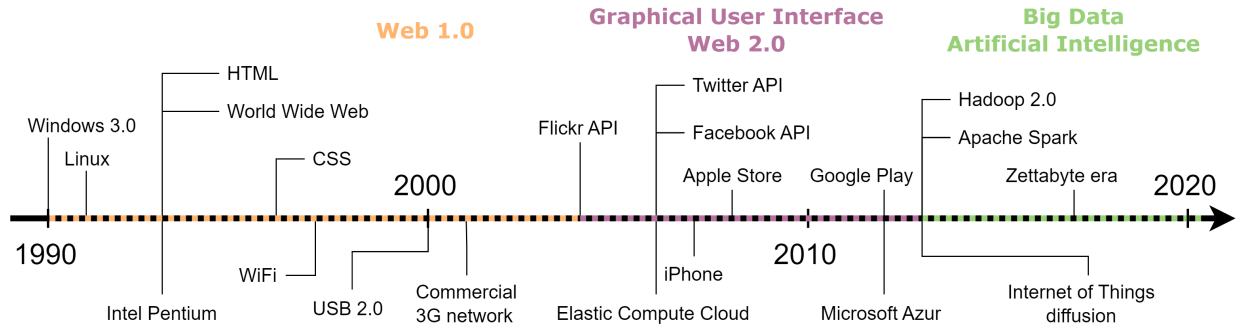 Web 1.0
Graphical User Interface
Web 2.0
Big Data
Artificial Intelligence
HTML
World Wide Web
Windows 3.0
Linux
CSS
2000
Flickr API
Twitter API
Facebook API
Apple Store
Google Play
Hadoop 2.0
Apache Spark
Zettabyte era
2020
1990
WiFi
Intel Pentium
USB 2.0
Commercial
3G network
iPhone
2010
Elastic Compute Cloud
Microsoft Azur
Internet of Things
diffusion